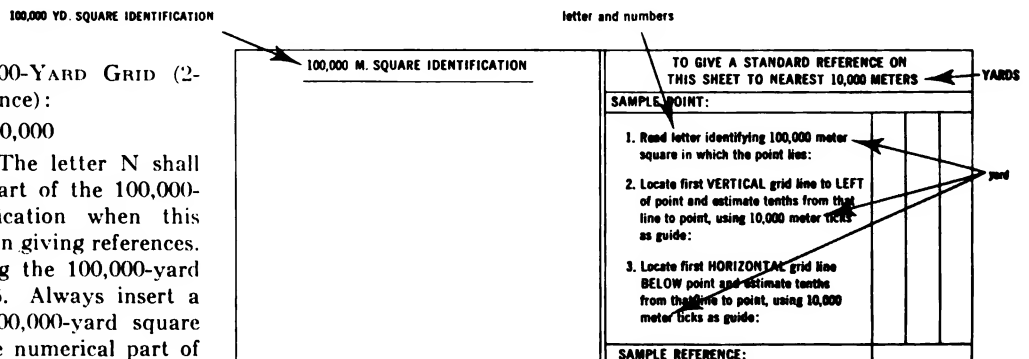 100,000 YD. SQUARE IDENTIFICATION
letter and numbers
00-YARD GRID (2-
nce):
0,000
The letter N shall
art of the 100,000-
cation when this
n giving references.
g the 100,000-yard
. Always insert a
00,000-yard square
e numerical part of
100,000 M. SQUARE IDENTIFICATION
TO GIVE A STANDARD REFERENCE ON
THIS SHEET TO NEAREST 10,000 METERS
YARDS
SAMPLE POINT:
1. Read letter identifying 100,000 meter
square in which the point lies:
2. Locate first VERTICAL grid line to LEFT
of point and estimate tenths from that
line to point, using 10,000 meter ticks
as guide:
yard
3. Locate first HORIZONTAL grid line
BELOW point and estimate tenths
from that line to point, using 10,000
meter ticks as guide:
SAMPLE REFERENCE: